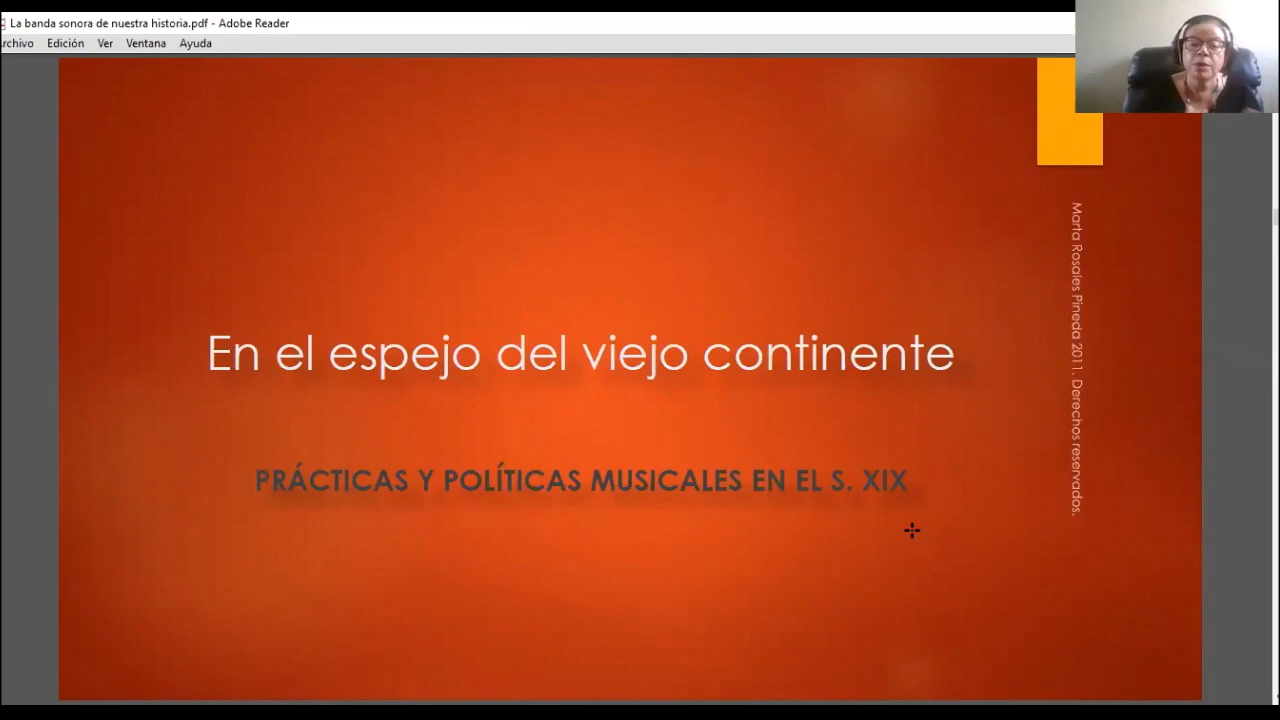 La banda sonora de nuestra historia.pdf - Adobe Reader
rchivo Edición Ver Ventana Ayuda
En el espejo del viejo continente
PRÁCTICAS Y POLÍTICAS MUSICALES EN EL S. XIX
Marta Rosales Pineda 2011. Derechos reservados.